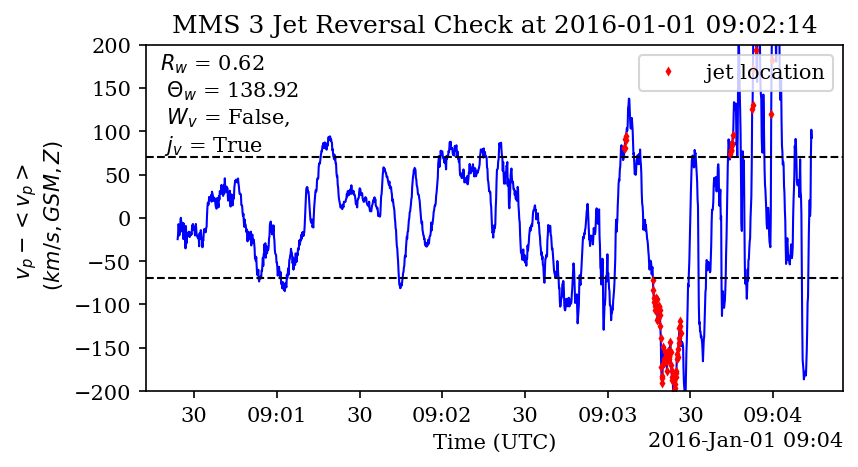 MMS 3 Jet Reversal Check at 2016-01-01 09:02:14
200
150
100
50
0
−50
−100
−150
−200
v_p − < v_p >
(km/s, GSM, Z)
R_w = 0.62
Θ_w = 138.92
W_v = False,
j_v = True
jet location
30 09:01 30 09:02 30 09:03 30 09:04
Time (UTC)
2016-Jan-01 09:04